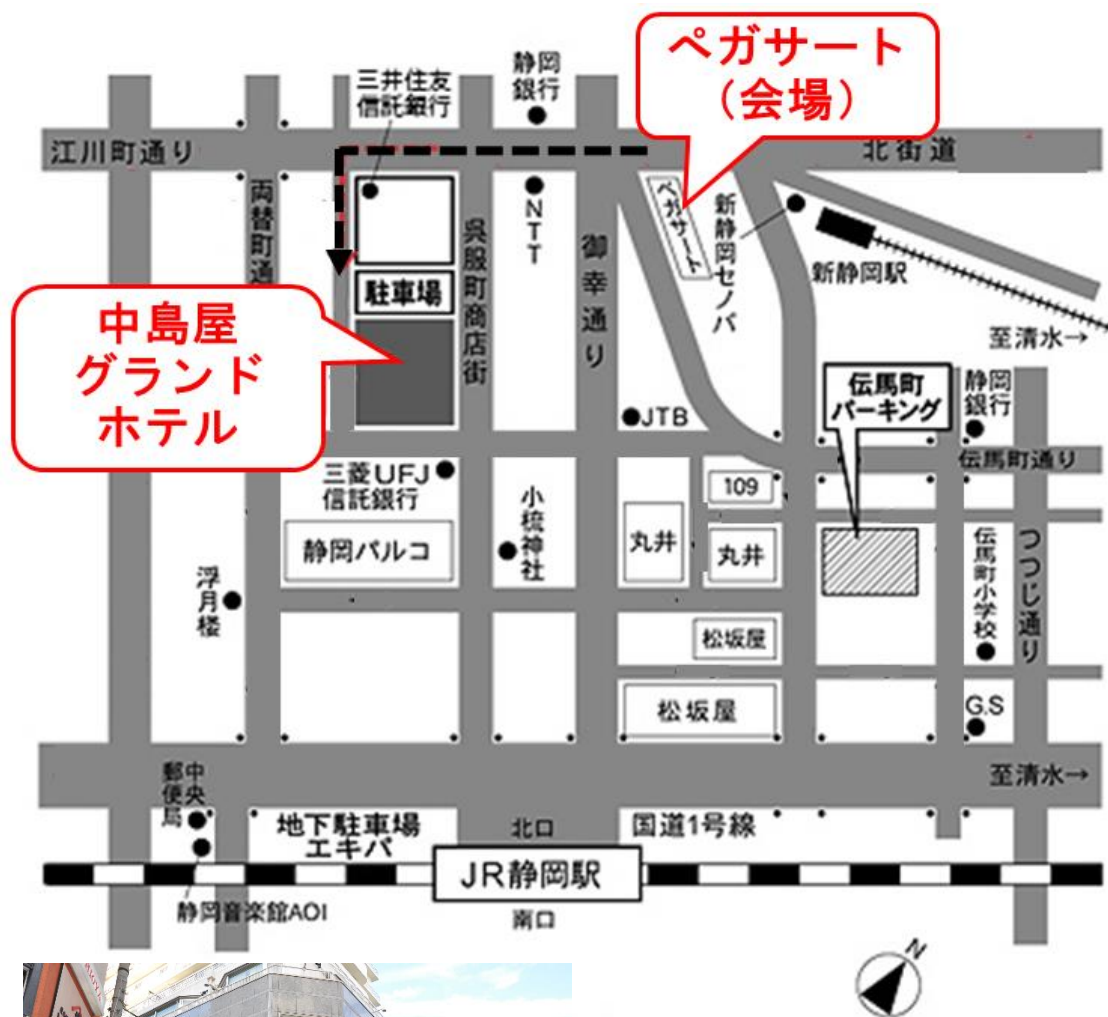 ペガサート
（会場）
静岡
銀行
三井住友
信託銀行
江川町通り
北街道
両替町通
NTT
呉服町商店街
御幸通り
ペガサート
新静岡セノバ
新静岡駅
至清水→
駐車場
中島屋
グランド
ホテル
JTB
伝馬町
パーキング
静岡
銀行
伝馬町通り
三菱UFJ
信託銀行
109
静岡パルコ
小梳神社
丸井
丸井
浮月楼
伝馬町小学校
つつじ通り
松坂屋
松坂屋
G.S
至清水→
中央
郵便局
地下駐車場
エキパ
北口
国道1号線
JR静岡駅
静岡音楽館AOI
南口
N